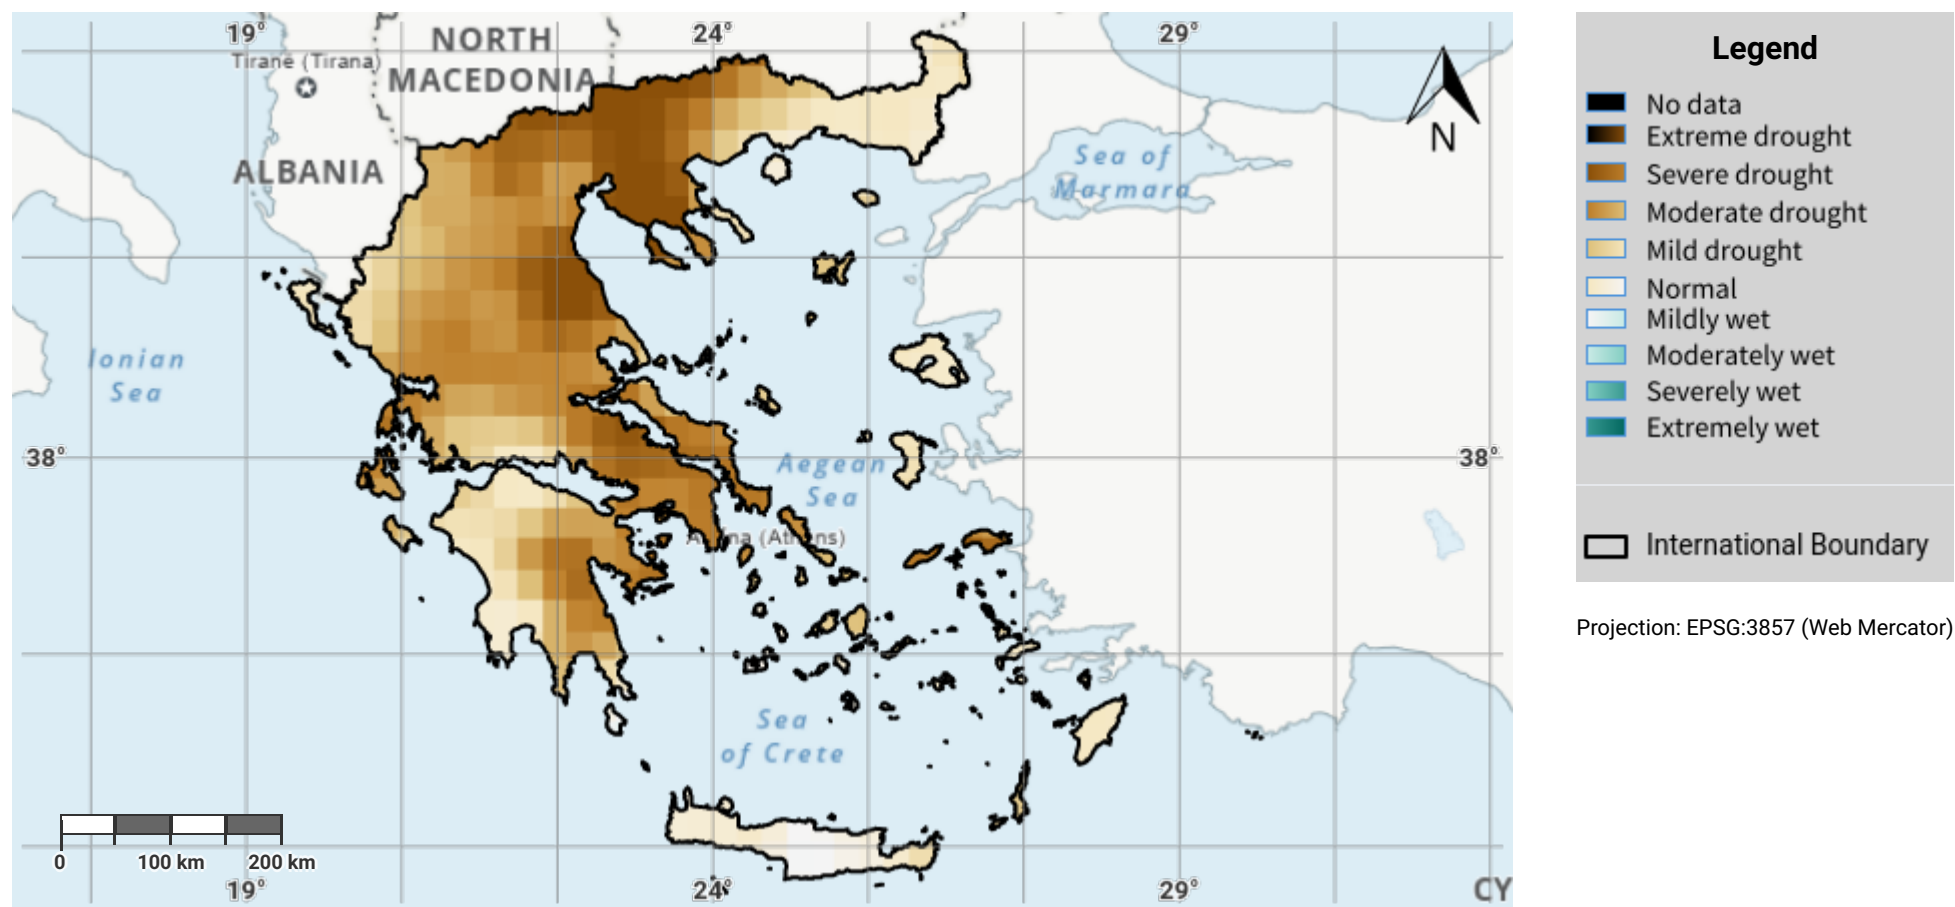 19°
24°
29°
NORTH
MACEDONIA
Tiranë (Tirana)
ALBANIA
N
Sea of
Marmara
Ionian
Sea
38°
38°
Aegean
Sea
(Athens)
Sea
of Crete
0
100 km
200 km
19°
24°
29°
CY
Legend
No data
Extreme drought
Severe drought
Moderate drought
Mild drought
Normal
Mildly wet
Moderately wet
Severely wet
Extremely wet
International Boundary
Projection: EPSG:3857 (Web Mercator)